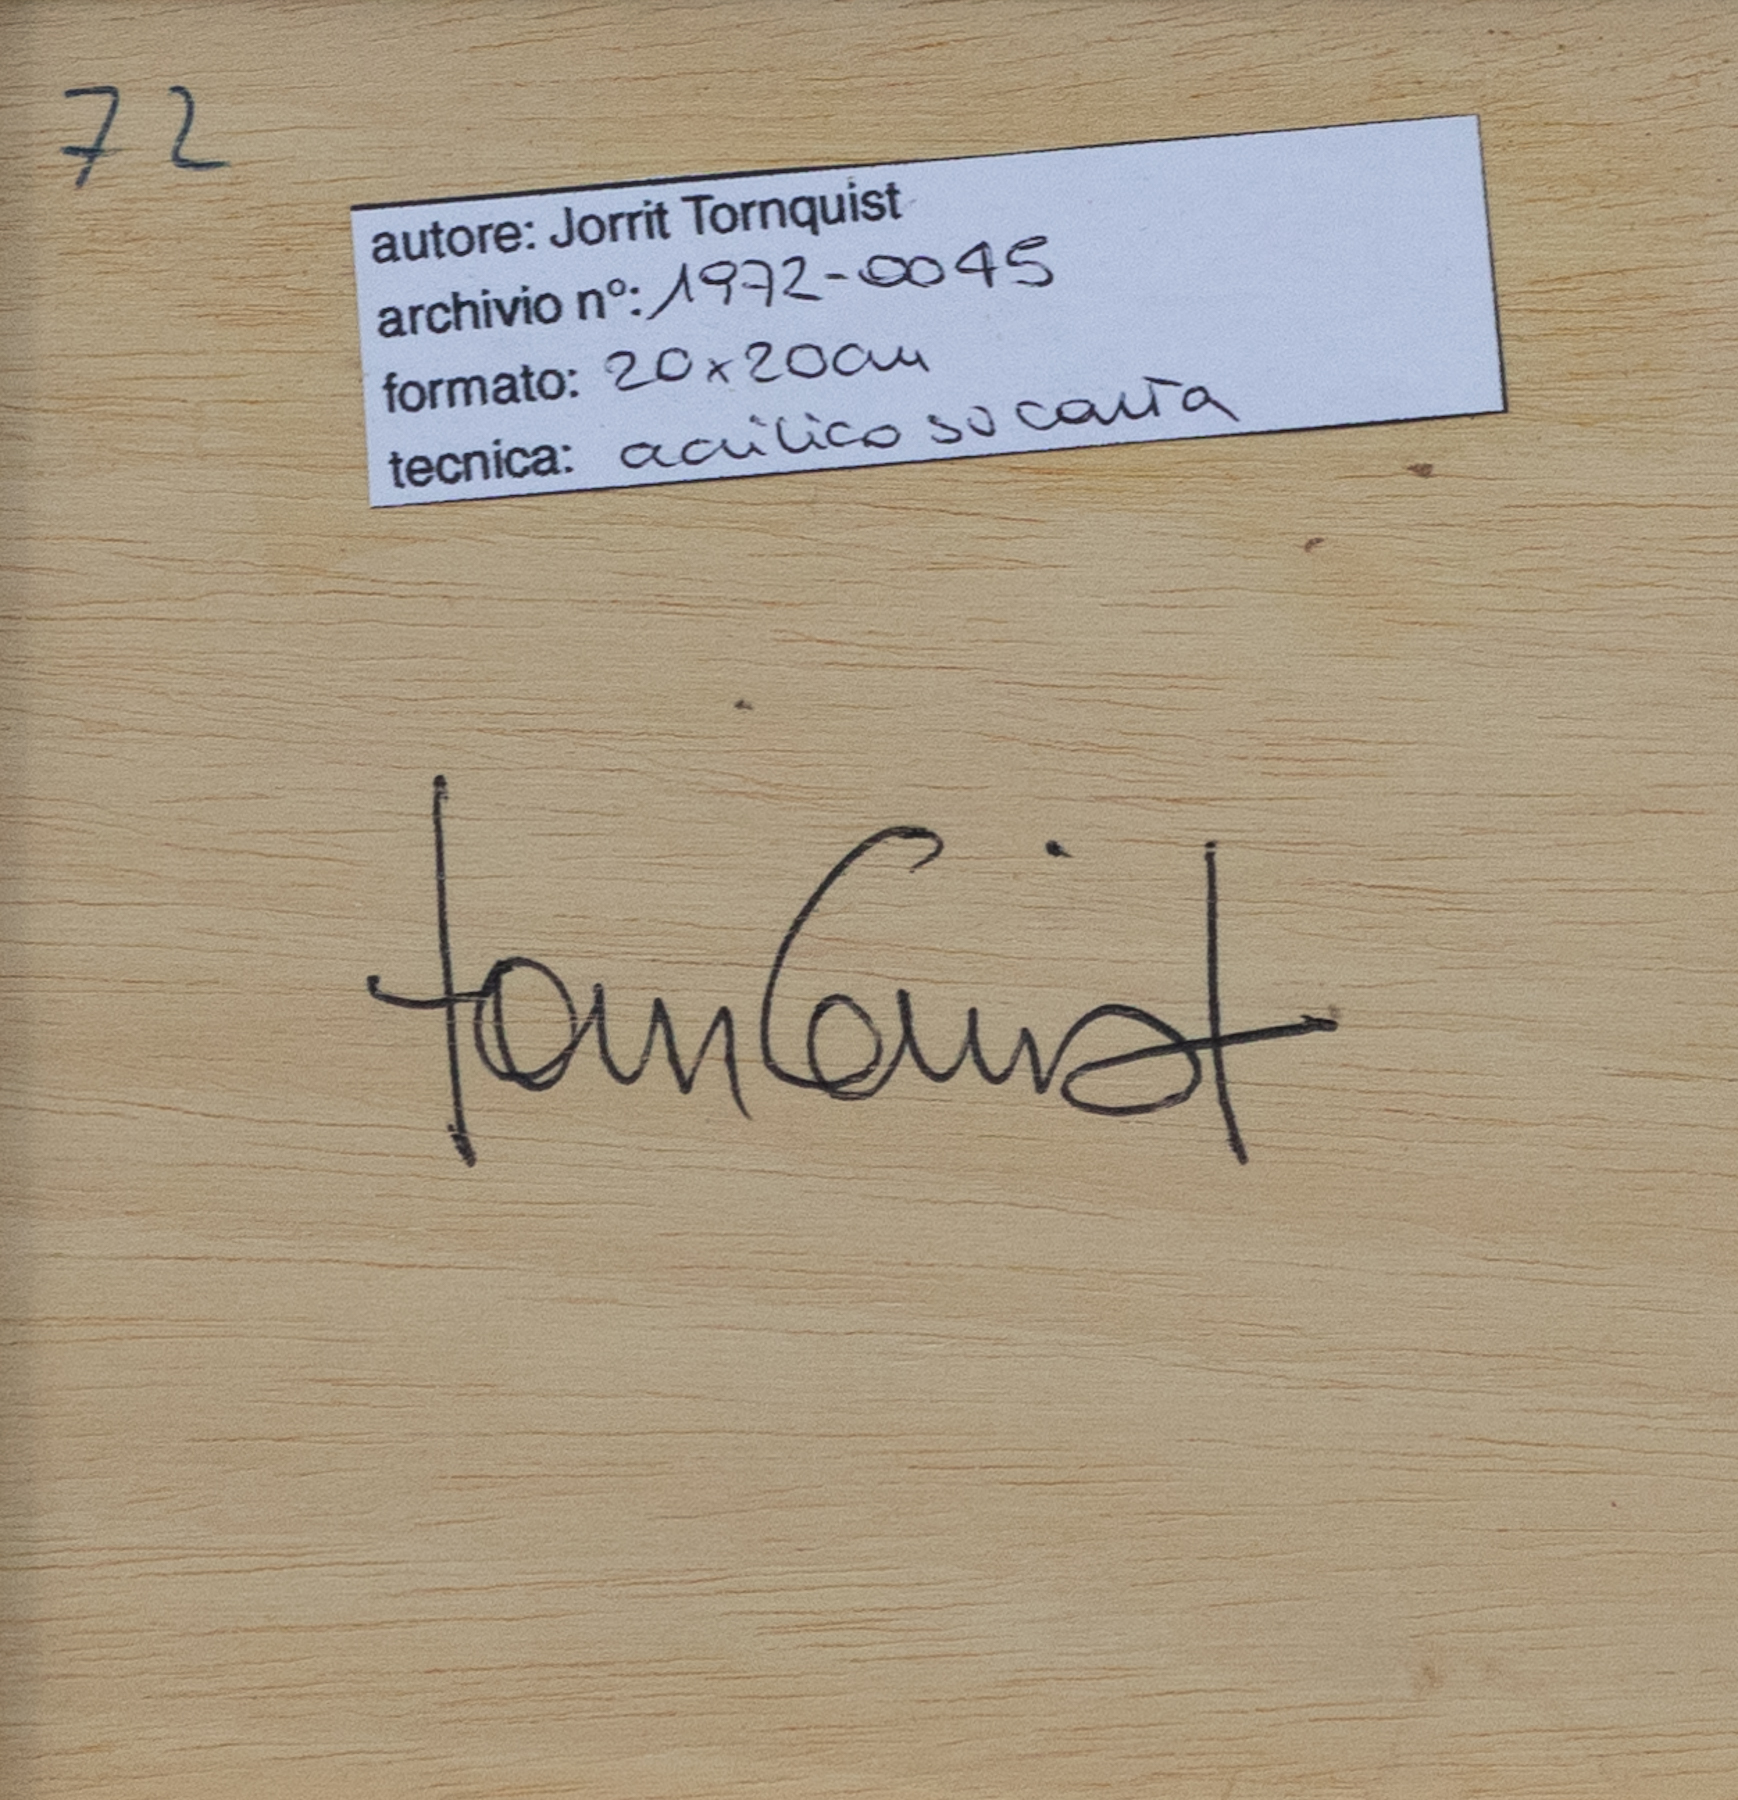 72
autore: Jorrit Tornquist
archivio n°: 1972-0045
formato: 20x20cm
tecnica: acrilico su carta
tornquist